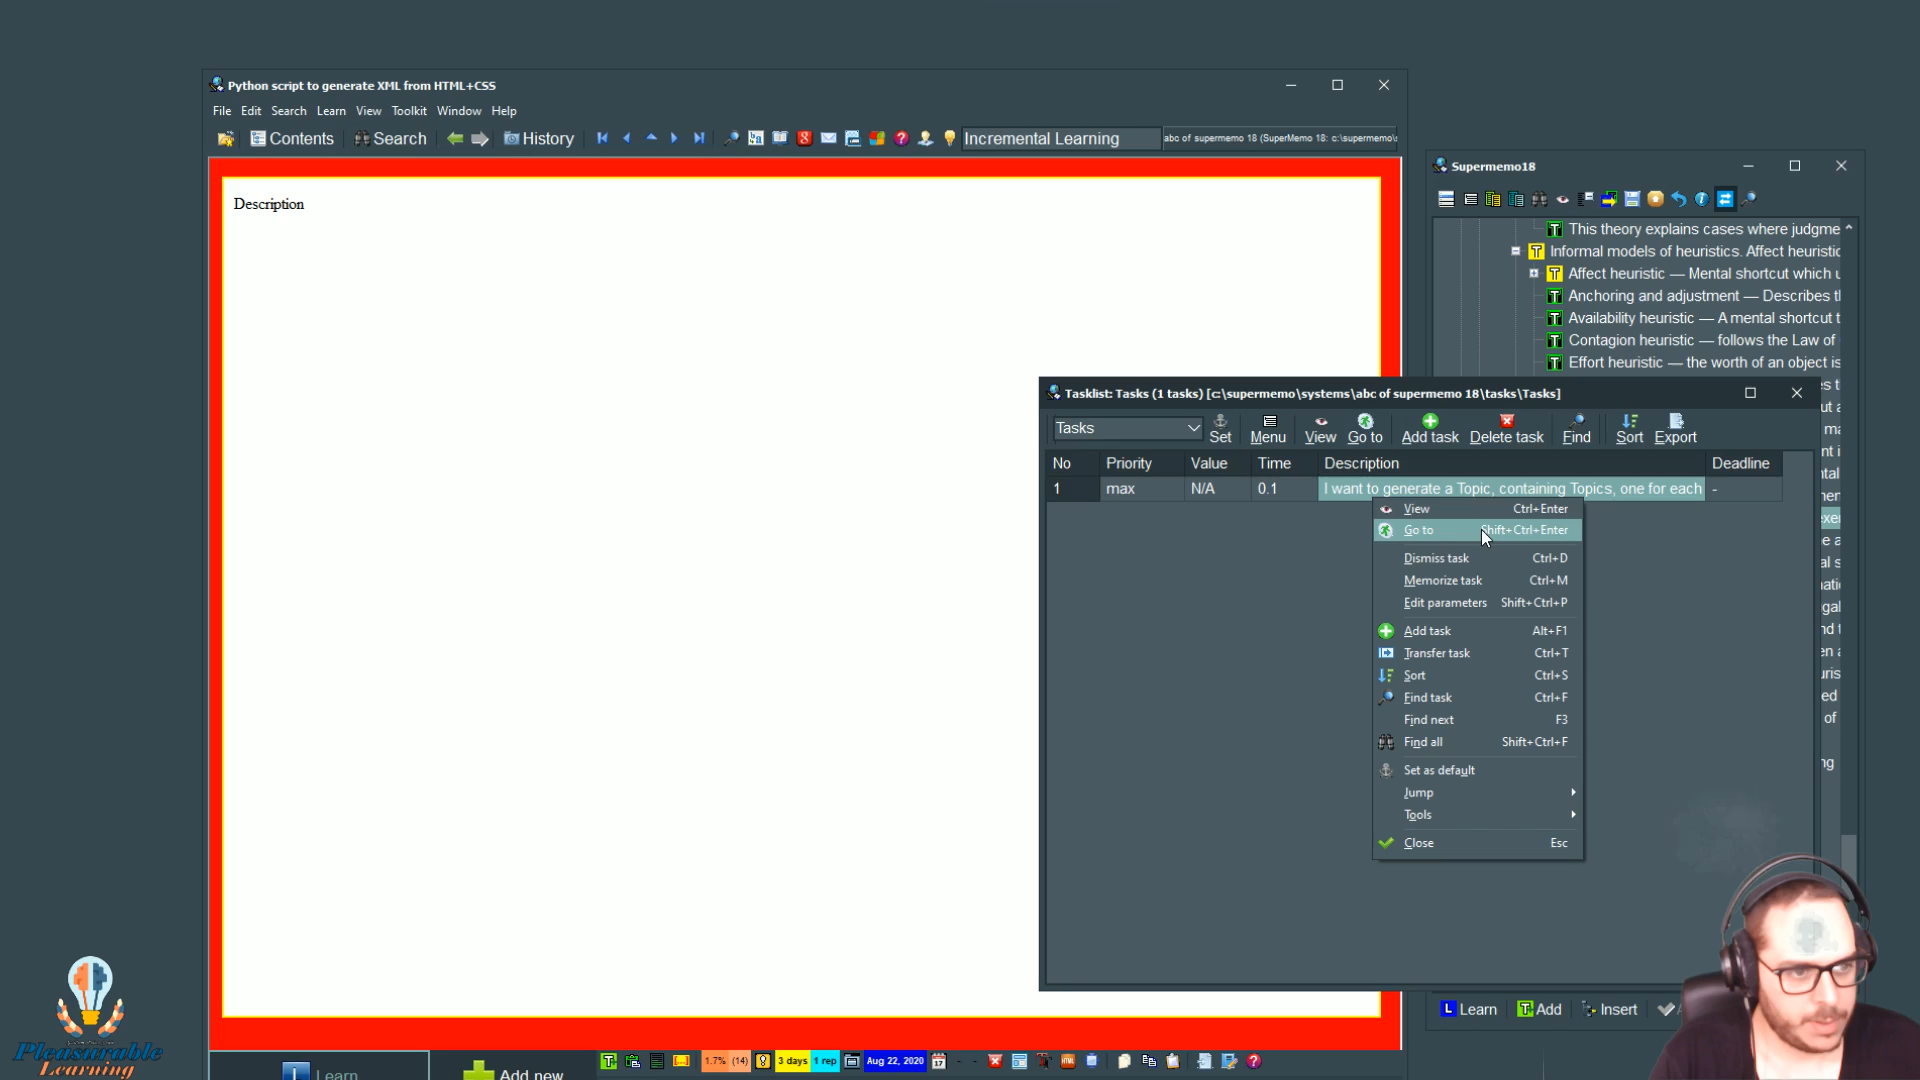 Python script to generate XML from HTML+CSS
File Edit Search Learn View Toolkit Window Help
Contents Search History Incremental Learning abc of supermemo 18 (SuperMemo 18: c:\supermemo\
Description
Supermemo18
This theory explains cases where judgme
Informal models of heuristics. Affect heuristic
Affect heuristic — Mental shortcut which u
Anchoring and adjustment — Describes t
Availability heuristic — A mental shortcut t
Contagion heuristic — follows the Law of
Effort heuristic — the worth of an object is
Tasklist: Tasks (1 tasks) [c:\supermemo\systems\abc of supermemo 18\tasks\Tasks]
Tasks Set Menu View Go to Add task Delete task Find Sort Export
No Priority Value Time Description Deadline
1 max N/A 0.1 I want to generate a Topic, containing Topics, one for each -
View Ctrl+Enter
Go to Shift+Ctrl+Enter
Dismiss task Ctrl+D
Memorize task Ctrl+M
Edit parameters Shift+Ctrl+P
Add task Alt+F1
Transfer task Ctrl+T
Sort Ctrl+S
Find task Ctrl+F
Find next F3
Find all Shift+Ctrl+F
Set as default
Jump
Tools
Close Esc
Learn Add Insert
Learn Add new 1.7% (14) 3 days 1 rep Aug 22, 2020
Pleasurable
Learning